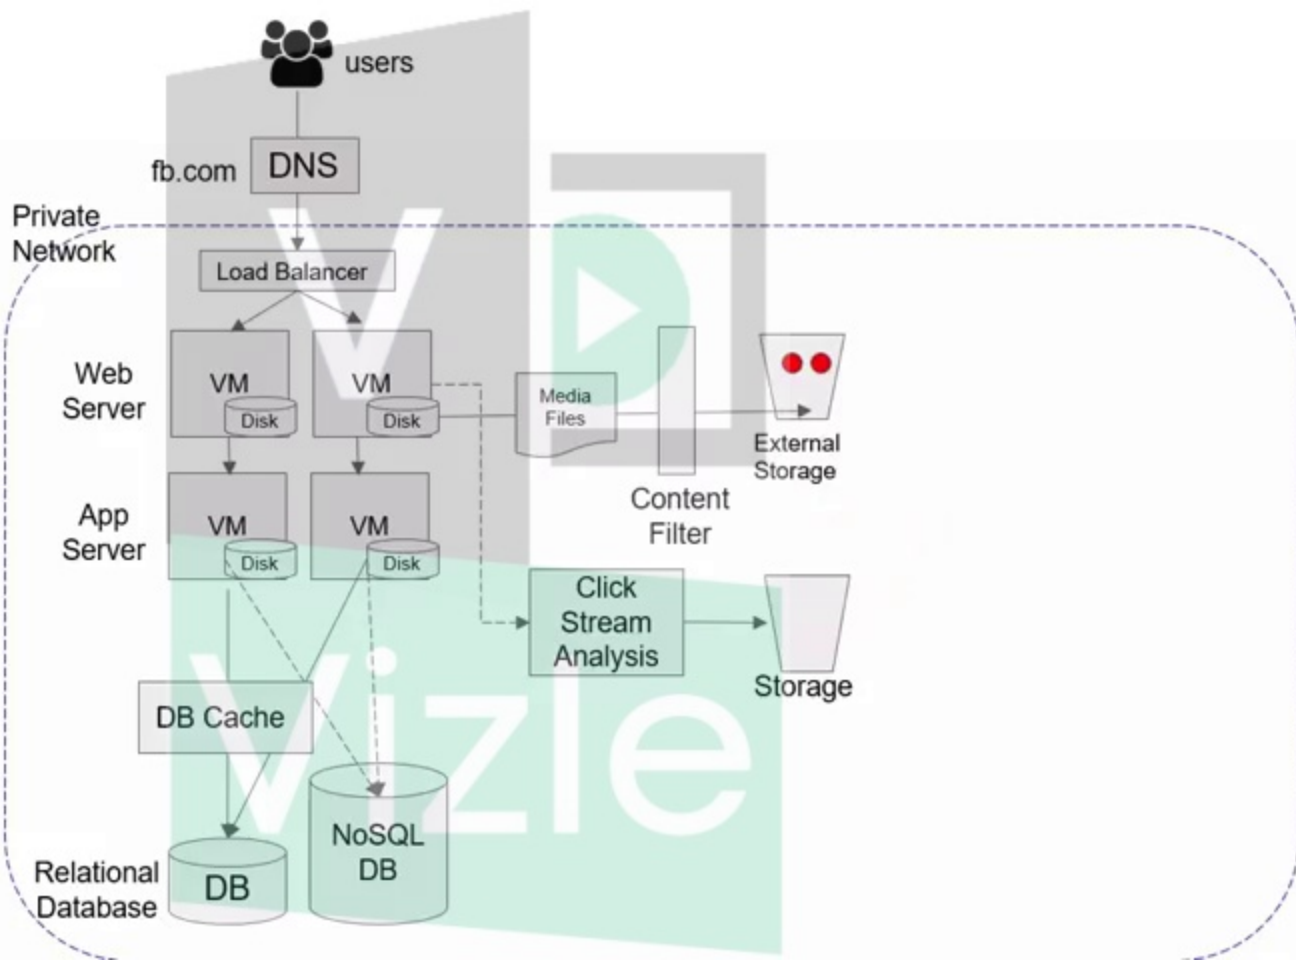 users
fb.com
DNS
Private
Network
Load Balancer
Web
Server
VM
Disk
VM
Disk
Media
Files
External
Storage
Content
Filter
App
Server
VM
Disk
VM
Disk
Click
Stream
Analysis
Storage
DB Cache
NoSQL
DB
Relational
Database
DB
V
Vizle